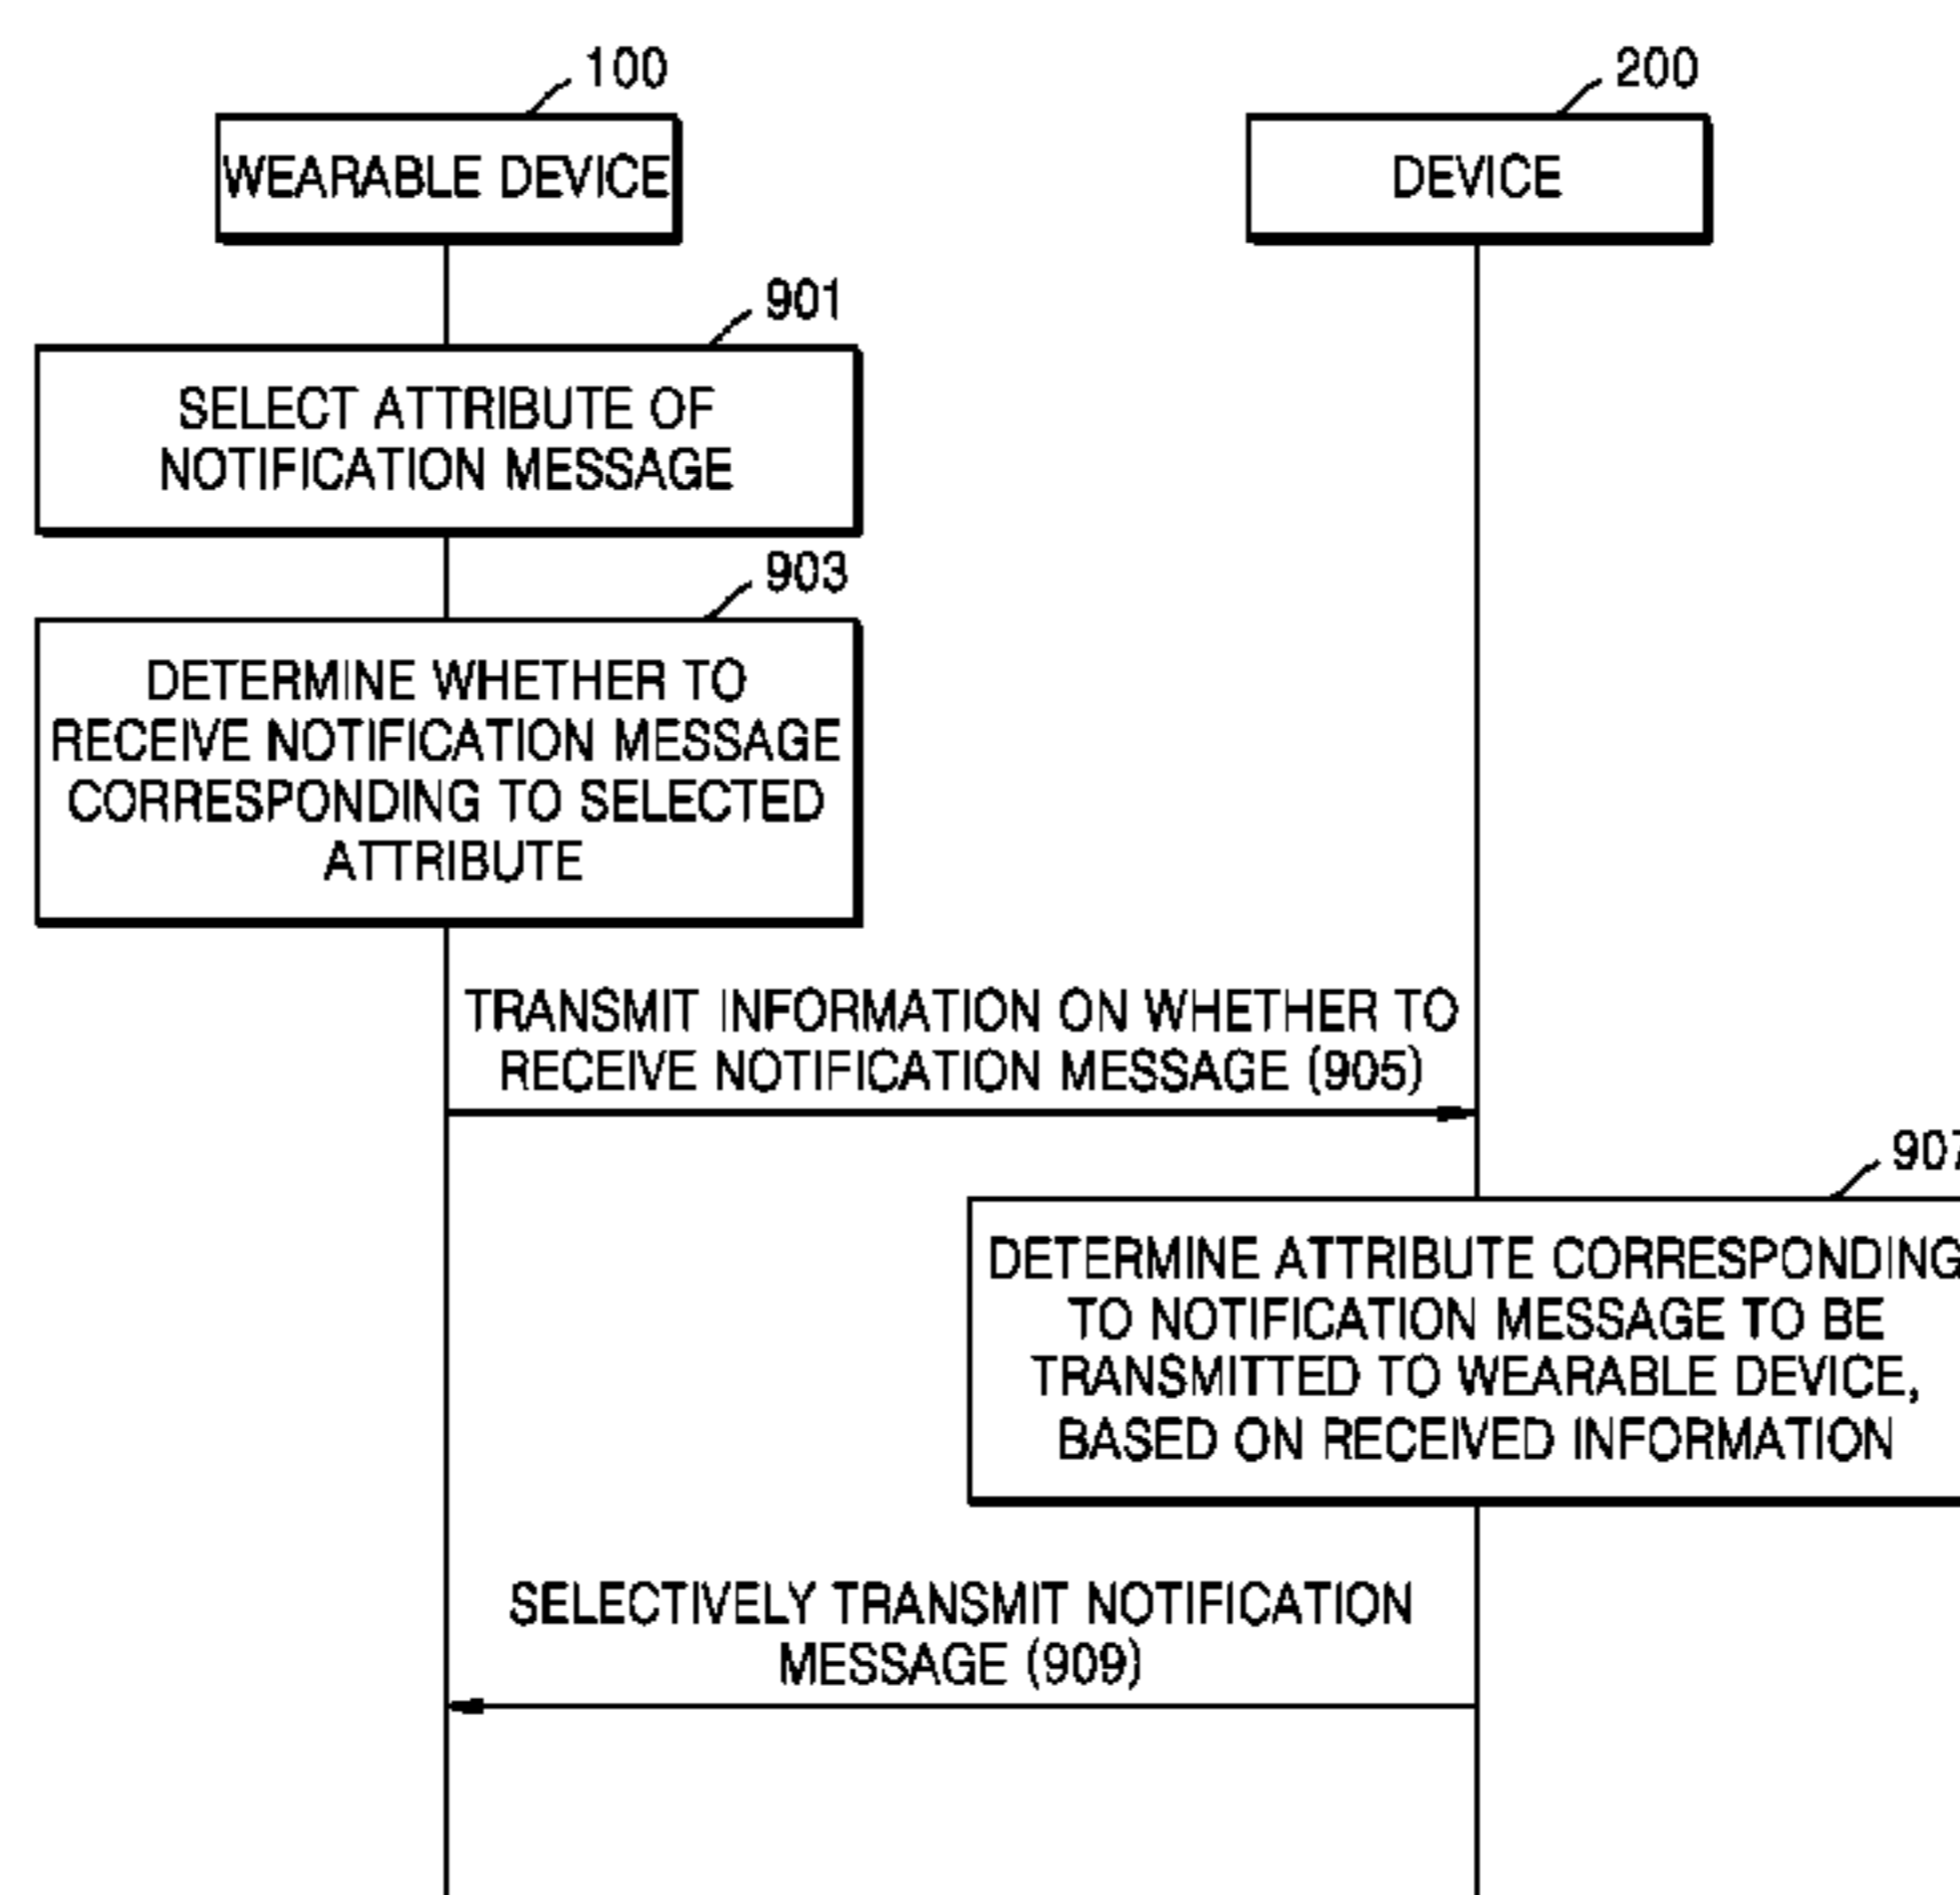 100
200
WEARABLE DEVICE
DEVICE
901
SELECT ATTRIBUTE OF
NOTIFICATION MESSAGE
903
DETERMINE WHETHER TO
RECEIVE NOTIFICATION MESSAGE
CORRESPONDING TO SELECTED
ATTRIBUTE
TRANSMIT INFORMATION ON WHETHER TO
RECEIVE NOTIFICATION MESSAGE (905)
907
DETERMINE ATTRIBUTE CORRESPONDING
TO NOTIFICATION MESSAGE TO BE
TRANSMITTED TO WEARABLE DEVICE,
BASED ON RECEIVED INFORMATION
SELECTIVELY TRANSMIT NOTIFICATION
MESSAGE (909)